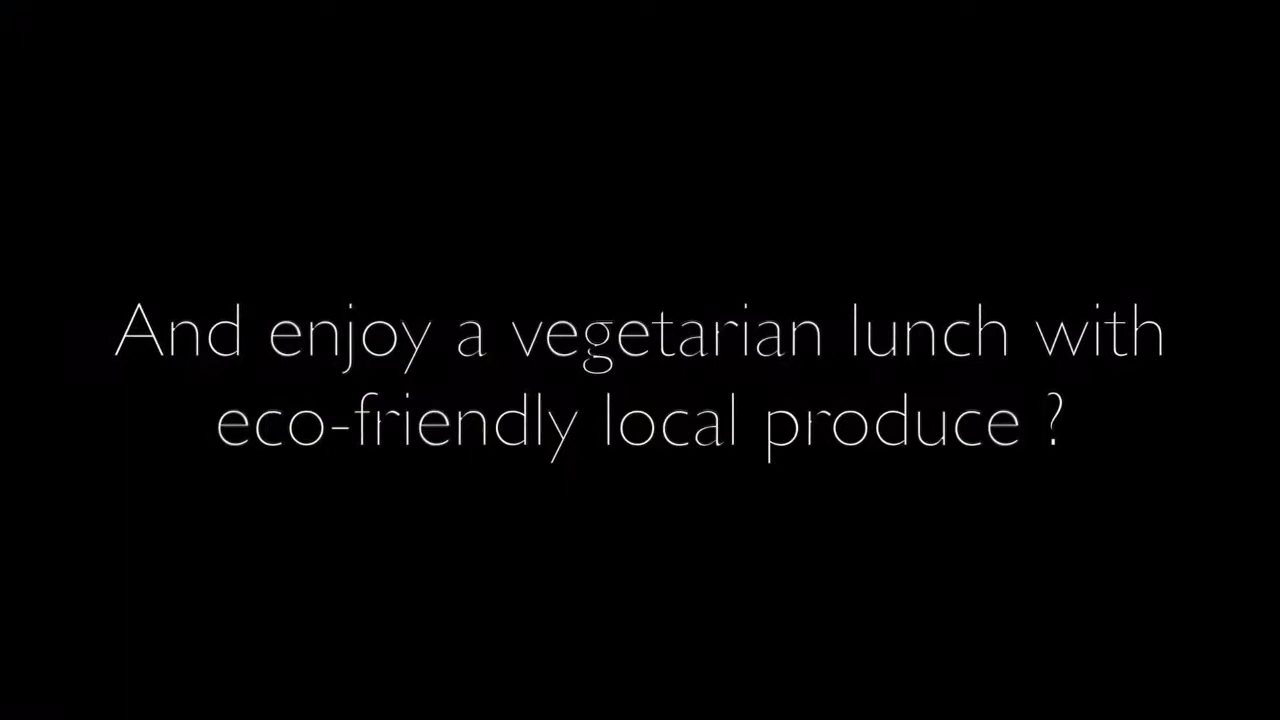 And enjoy a vegetarian lunch with
eco-friendly local produce ?